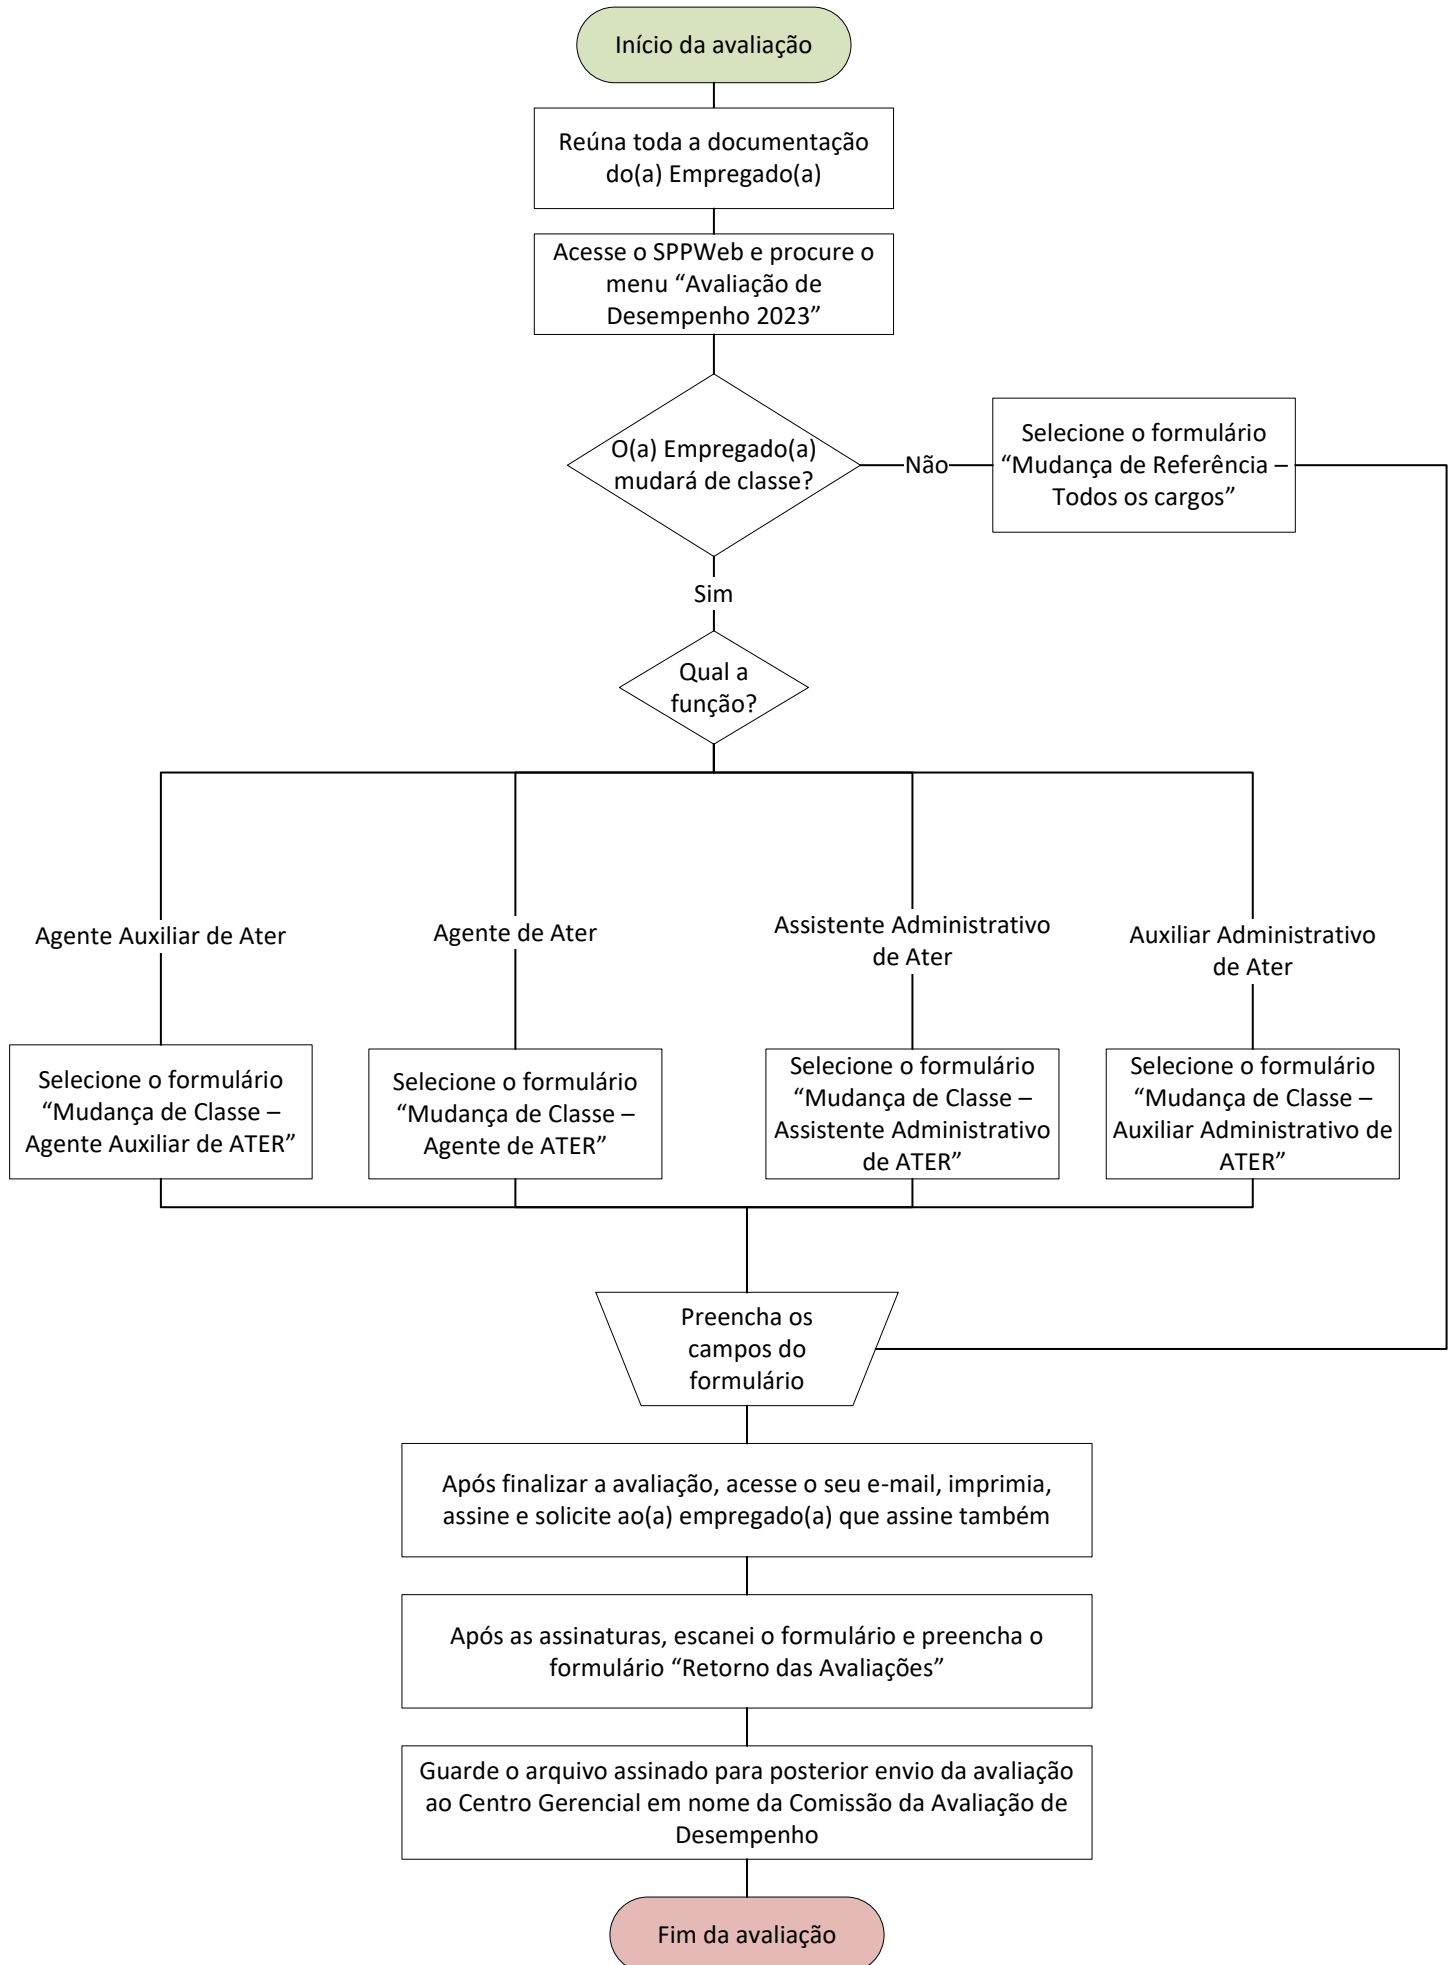 Início da avaliação
Reúna toda a documentação
do(a) Empregado(a)
Acesse o SPPWeb e procure o
menu “Avaliação de
Desempenho 2023”
O(a) Empregado(a)
mudará de classe?
Não
Selecione o formulário
“Mudança de Referência –
Todos os cargos”
Sim
Qual a
função?
Agente Auxiliar de Ater
Agente de Ater
Assistente Administrativo
de Ater
Auxiliar Administrativo
de Ater
Selecione o formulário
“Mudança de Classe –
Agente Auxiliar de ATER”
Selecione o formulário
“Mudança de Classe –
Agente de ATER”
Selecione o formulário
“Mudança de Classe –
Assistente Administrativo
de ATER”
Selecione o formulário
“Mudança de Classe –
Auxiliar Administrativo de
ATER”
Preencha os
campos do
formulário
Após finalizar a avaliação, acesse o seu e-mail, imprimia,
assine e solicite ao(a) empregado(a) que assine também
Após as assinaturas, escanei o formulário e preencha o
formulário “Retorno das Avaliações”
Guarde o arquivo assinado para posterior envio da avaliação
ao Centro Gerencial em nome da Comissão da Avaliação de
Desempenho
Fim da avaliação